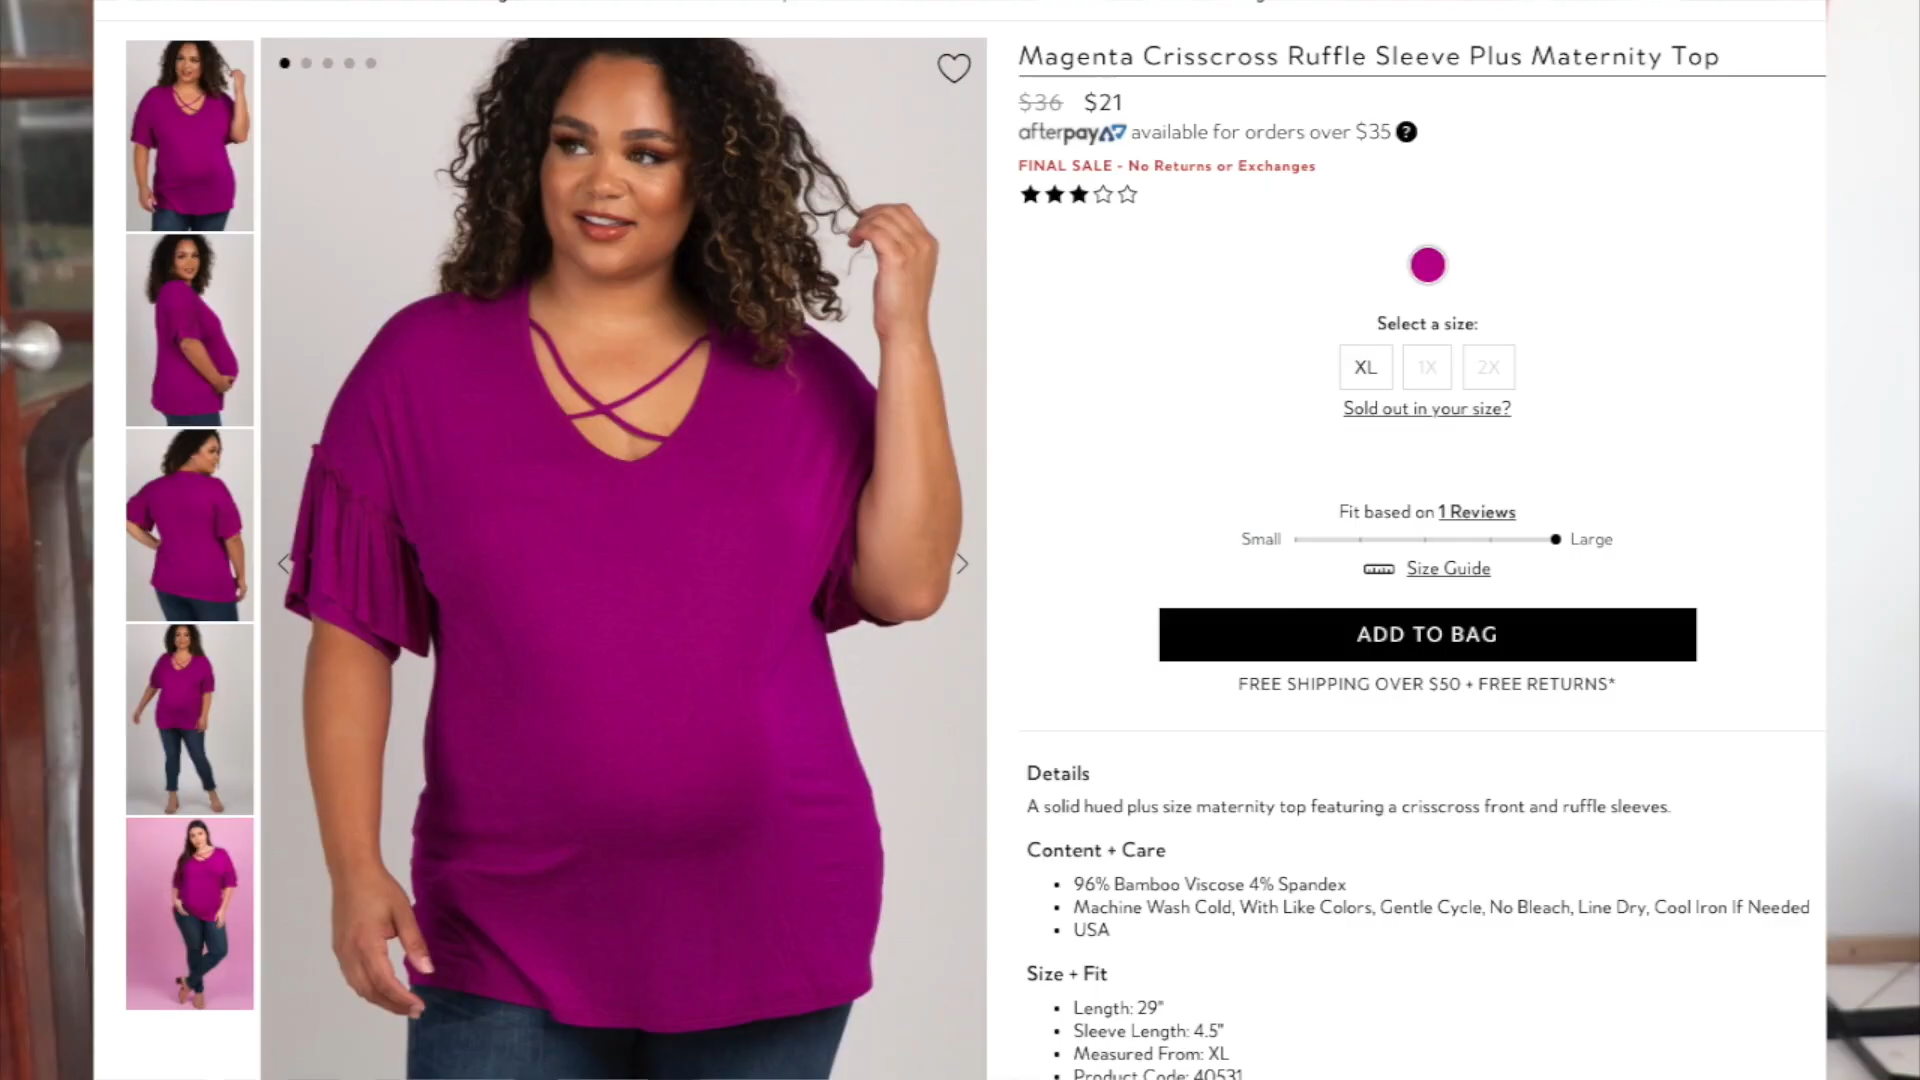 Magenta Crisscross Ruffle Sleeve Plus Maternity Top
$36 $21
afterpay available for orders over $35 ?
FINAL SALE - No Returns or Exchanges
Select a size:
XL 1X 2X
Sold out in your size?
Fit based on 1 Reviews
Small Large
Size Guide
ADD TO BAG
FREE SHIPPING OVER $50 + FREE RETURNS*
Details
A solid hued plus size maternity top featuring a crisscross front and ruffle sleeves.
Content + Care
• 96% Bamboo Viscose 4% Spandex
• Machine Wash Cold, With Like Colors, Gentle Cycle, No Bleach, Line Dry, Cool Iron If Needed
• USA
Size + Fit
• Length: 29"
• Sleeve Length: 4.5"
• Measured From: XL
• Product Code: 40531